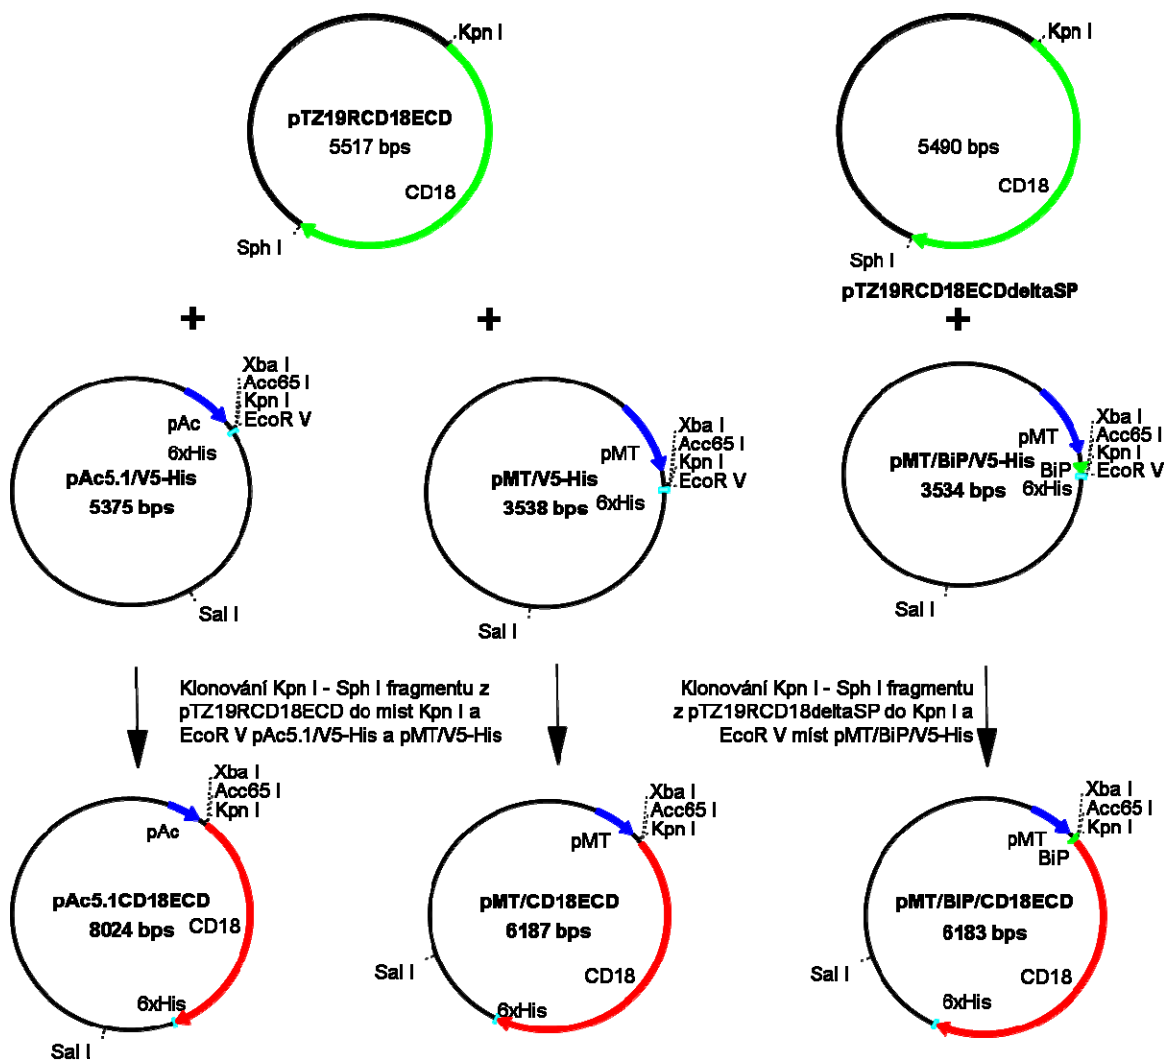 Kpn I
pTZ19RCD18ECD
5517 bps
CD18
Sph I
Kpn I
5490 bps
CD18
Sph I
pTZ19RCD18ECDdeltaSP
+
+
+
Xba I
Acc65 I
Kpn I
EcoR V
pAc
6xHis
pAc5.1/V5-His
5375 bps
Sal I
Xba I
Acc65 I
Kpn I
EcoR V
pMT
6xHis
pMT/V5-His
3538 bps
Sal I
Xba I
Acc65 I
Kpn I
EcoR V
pMT
BiP
6xHis
pMT/BiP/V5-His
3534 bps
Sal I
Klonování Kpn I - Sph I fragmentu z
pTZ19RCD18ECD do míst Kpn I a
EcoR V pAc5.1/V5-His a pMT/V5-His
Klonování Kpn I - Sph I fragmentu
z pTZ19RCD18deltaSP do Kpn I a
EcoR V míst pMT/BiP/V5-His
Xba I
Acc65 I
Kpn I
pAc
pAc5.1CD18ECD
8024 bps
CD18
6xHis
Sal I
Xba I
Acc65 I
Kpn I
pMT
pMT/CD18ECD
6187 bps
Sal I
CD18
6xHis
Xba I
Acc65 I
Kpn I
pMT
BiP
pMT/BIP/CD18ECD
6183 bps
Sal I
CD18
6xHis